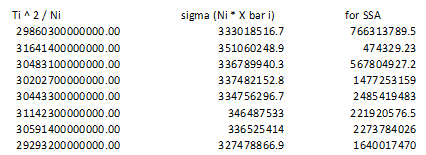 Ti ^ 2 / Ni sigma (Ni * X bar i) for SSA
29860300000000.00 333018516.7 766313789.5
31641400000000.00 351060248.9 474329.23
30483100000000.00 336789940.3 567804927.2
30202700000000.00 337482152.8 1477253159
30443300000000.00 334756296.7 2485419483
31142300000000.00 346487533 221920576.5
30591400000000.00 336525414 2273784026
29293200000000.00 327478866.9 1640017470